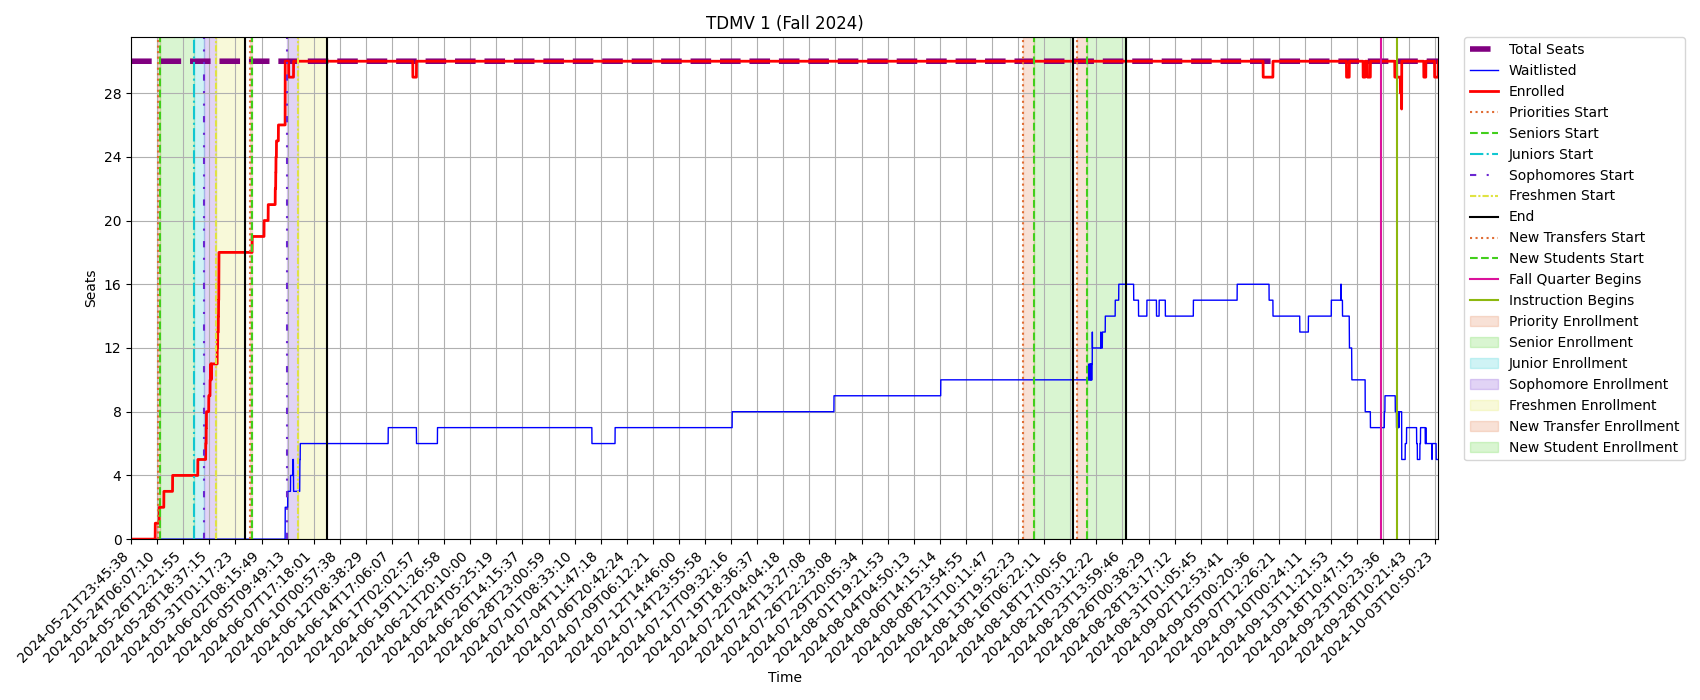 TDMV 1 (Fall 2024)
Seats
28
24
20
16
12
8
4
0
2024-05-21T23:45:38
2024-05-24T06:07:10
2024-05-26T12:21:55
2024-05-28T18:37:15
2024-05-31T01:17:23
2024-06-02T08:15:49
2024-06-05T09:49:13
2024-06-07T17:18:01
2024-06-10T00:57:38
2024-06-12T08:38:29
2024-06-14T17:06:07
2024-06-17T02:02:57
2024-06-19T11:26:58
2024-06-21T20:10:00
2024-06-24T05:25:19
2024-06-26T14:15:37
2024-06-28T23:00:59
2024-07-01T08:33:10
2024-07-04T11:47:18
2024-07-06T20:42:24
2024-07-09T06:12:21
2024-07-12T14:46:00
2024-07-14T23:55:58
2024-07-17T09:32:16
2024-07-19T18:36:37
2024-07-22T04:04:18
2024-07-24T13:27:08
2024-07-26T22:23:08
2024-07-29T20:05:34
2024-08-01T19:21:53
2024-08-04T04:50:13
2024-08-06T14:15:14
2024-08-08T23:54:55
2024-08-11T10:11:47
2024-08-13T19:52:23
2024-08-16T06:22:11
2024-08-18T17:00:56
2024-08-21T03:12:22
2024-08-23T13:59:46
2024-08-26T00:38:29
2024-08-28T13:17:12
2024-08-31T01:05:45
2024-09-02T12:53:41
2024-09-05T00:20:36
2024-09-07T12:26:21
2024-09-10T00:24:11
2024-09-13T11:21:53
2024-09-18T10:47:15
2024-09-23T10:23:36
2024-09-28T10:21:43
2024-10-03T10:50:23
Time
Total Seats
Waitlisted
Enrolled
Priorities Start
Seniors Start
Juniors Start
Sophomores Start
Freshmen Start
End
New Transfers Start
New Students Start
Fall Quarter Begins
Instruction Begins
Priority Enrollment
Senior Enrollment
Junior Enrollment
Sophomore Enrollment
Freshmen Enrollment
New Transfer Enrollment
New Student Enrollment